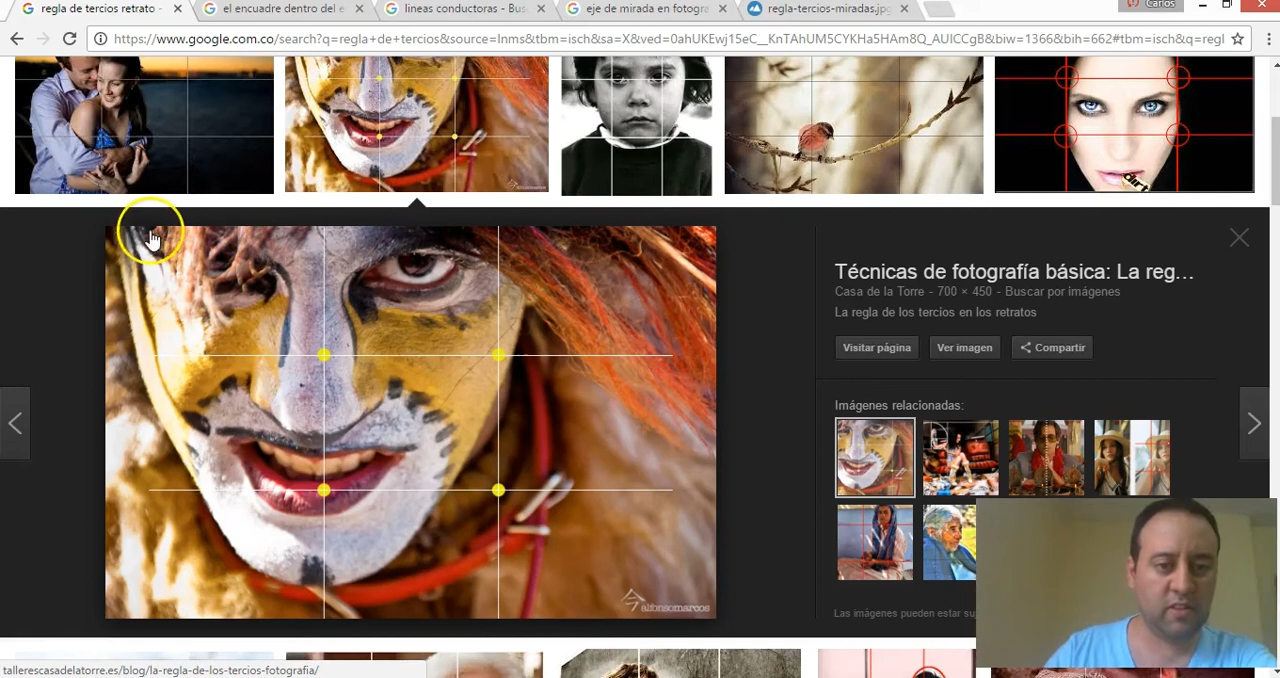 regla de tercios retrato -
el encuadre dentro del e
lineas conductoras - Bus
eje de mirada en fotogra
regla-tercios-miradas.jpg
Carlos
https://www.google.com.co/search?q=regla+de+tercios&source=lnms&tbm=isch&sa=X&ved=0ahUKEwj15eC__KnTAhUM5CYKHa5HAm8Q_AUICCgB&biw=1366&bih=662#tbm=isch&q=regl
dirt
Técnicas de fotografía básica: La reg...
Casa de la Torre - 700 × 450 - Buscar por imágenes
La regla de los tercios en los retratos
Visitar página
Ver imagen
Compartir
Imágenes relacionadas:
alfonsomarcos
Las imágenes pueden estar su
tallerescasadelatorre.es/blog/la-regla-de-los-tercios-fotografia/